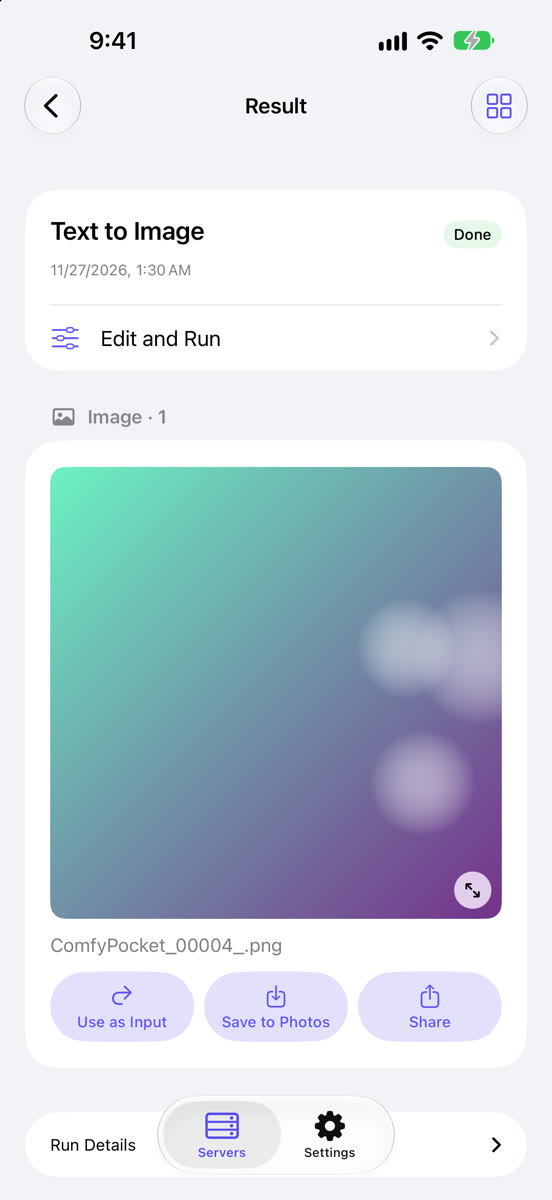 9:41
Result
Text to Image
Done
11/27/2026, 1:30 AM
Edit and Run
Image · 1
ComfyPocket_00004_.png
Use as Input
Save to Photos
Share
Run Details
Servers
Settings